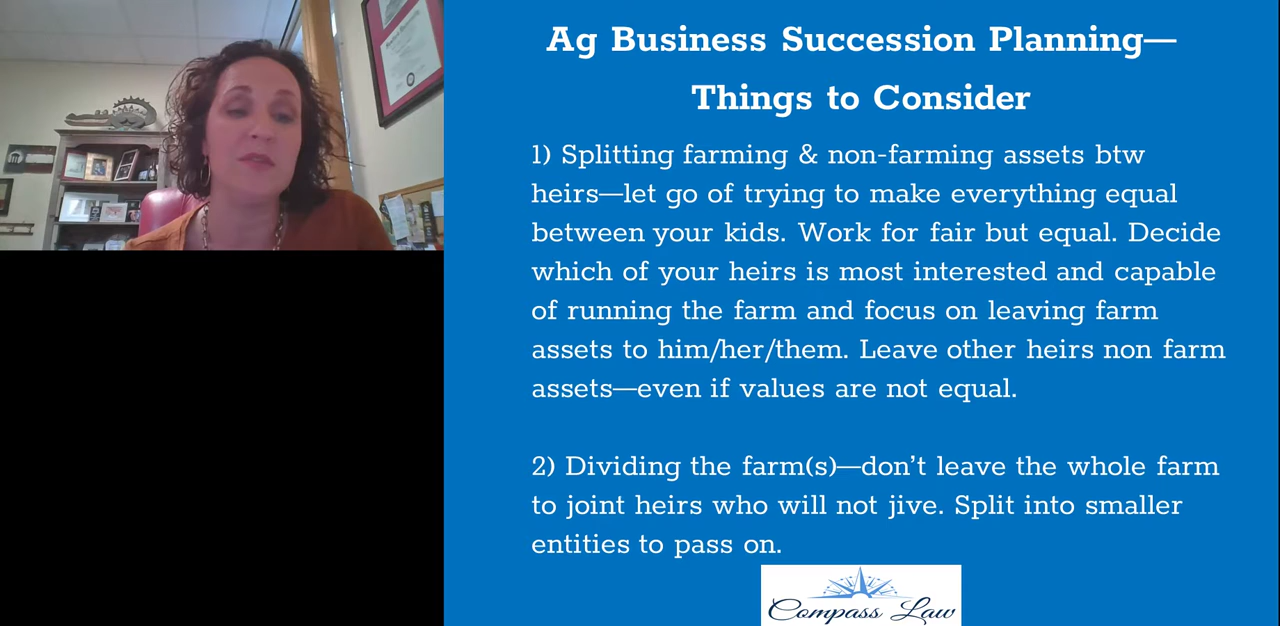 Ag Business Succession Planning—
Things to Consider
1) Splitting farming & non-farming assets btw
heirs—let go of trying to make everything equal
between your kids. Work for fair but equal. Decide
which of your heirs is most interested and capable
of running the farm and focus on leaving farm
assets to him/her/them. Leave other heirs non farm
assets—even if values are not equal.
2) Dividing the farm(s)—don't leave the whole farm
to joint heirs who will not jive. Split into smaller
entities to pass on.
Compass Law